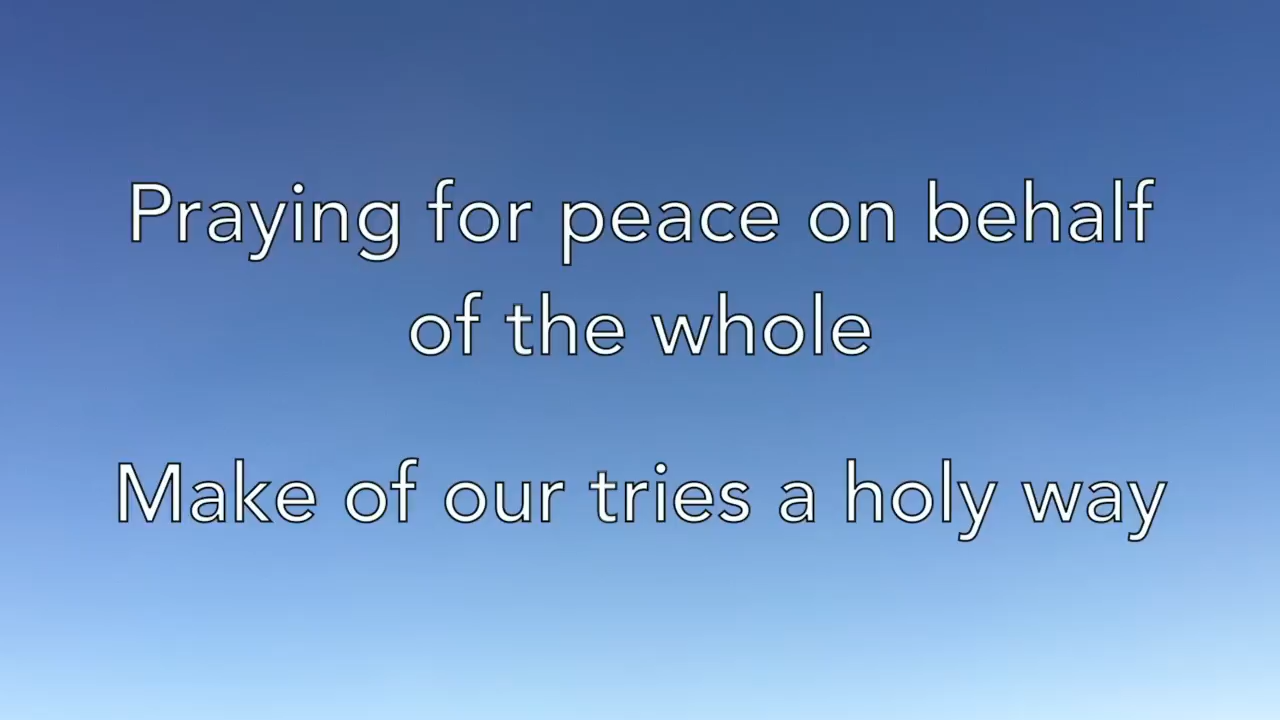 Praying for peace on behalf
of the whole
Make of our tries a holy way